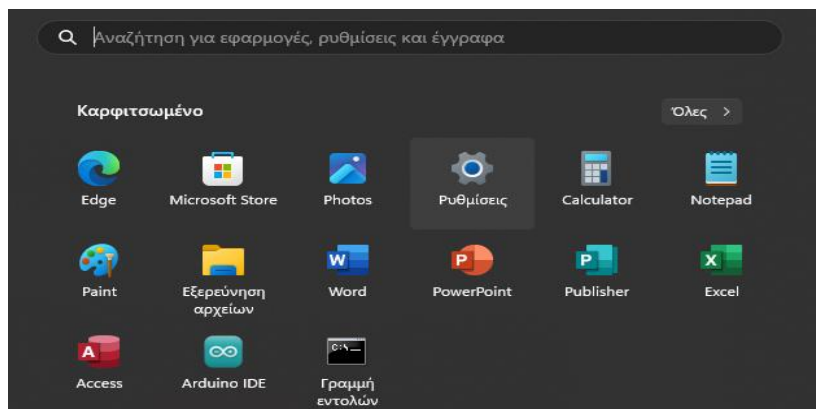 Αναζήτηση για εφαρμογές, ρυθμίσεις και έγγραφα
Καρφιτσωμένο
Όλες >
Edge
Microsoft Store
Photos
Ρυθμίσεις
Calculator
Notepad
Paint
Εξερεύνηση
αρχείων
W
Word
P
PowerPoint
P
Publisher
X
Excel
A
Access
Arduino IDE
C:\_
Γραμμή
εντολών